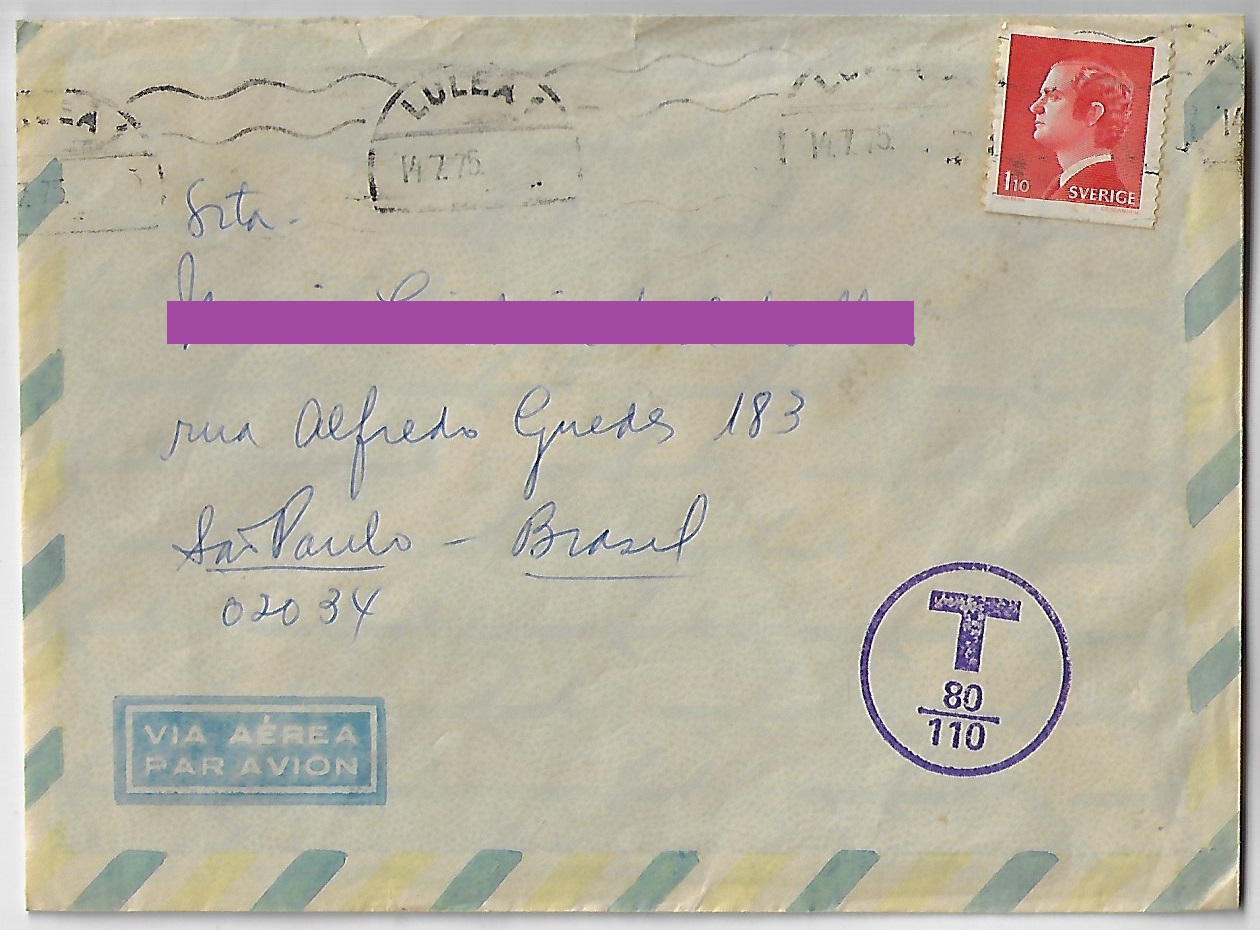 LULEA
14.7.75.
14.7.75.
1 10
SVERIGE
Srta.
rua Alfredo Guedes 183
São Paulo - Brasil
02034
T
80
110
VIA AÉREA
PAR AVION